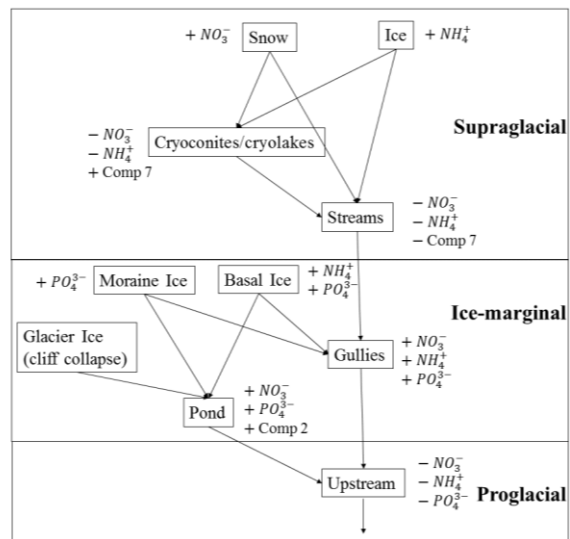 + NO₃⁻ Snow Ice + NH₄⁺
Supraglacial
− NO₃⁻
− NH₄⁺
+ Comp 7
Cryoconites/cryolakes
Streams
− NO₃⁻
− NH₄⁺
− Comp 7
+ PO₄³⁻ Moraine Ice Basal Ice
+ NH₄⁺
+ PO₄³⁻
Ice-marginal
Glacier Ice
(cliff collapse)
Gullies
+ NO₃⁻
+ NH₄⁺
+ PO₄³⁻
Pond
+ NO₃⁻
+ PO₄³⁻
+ Comp 2
Upstream
− NO₃⁻
− NH₄⁺
− PO₄³⁻
Proglacial